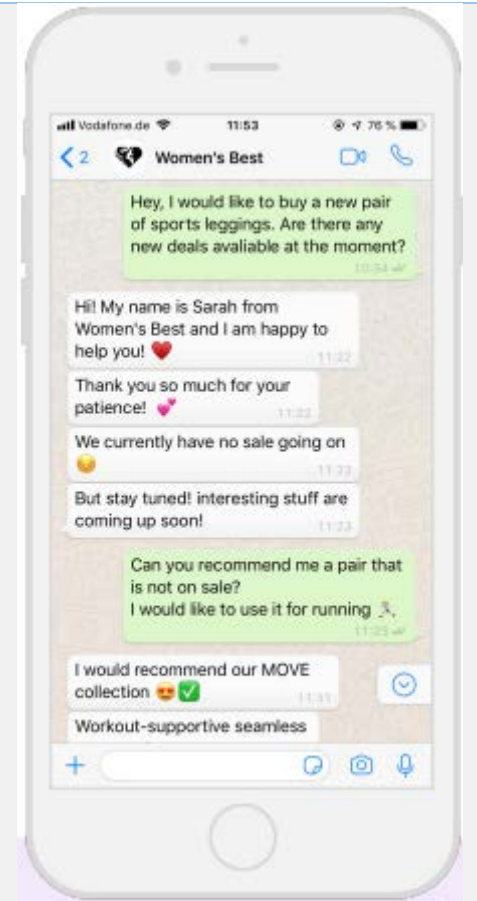 Vodafone.de 11:53 76 %
2 Women's Best
Hey, I would like to buy a new pair
of sports leggings. Are there any
new deals avaliable at the moment?
10:34
Hi! My name is Sarah from
Women's Best and I am happy to
help you! ❤️
11:22
Thank you so much for your
patience! 💕
11:22
We currently have no sale going on
😥
11:23
But stay tuned! interesting stuff are
coming up soon!
11:23
Can you recommend me a pair that
is not on sale?
I would like to use it for running 🏃‍♀️
11:25
I would recommend our MOVE
collection 😍✅
11:31
Workout-supportive seamless